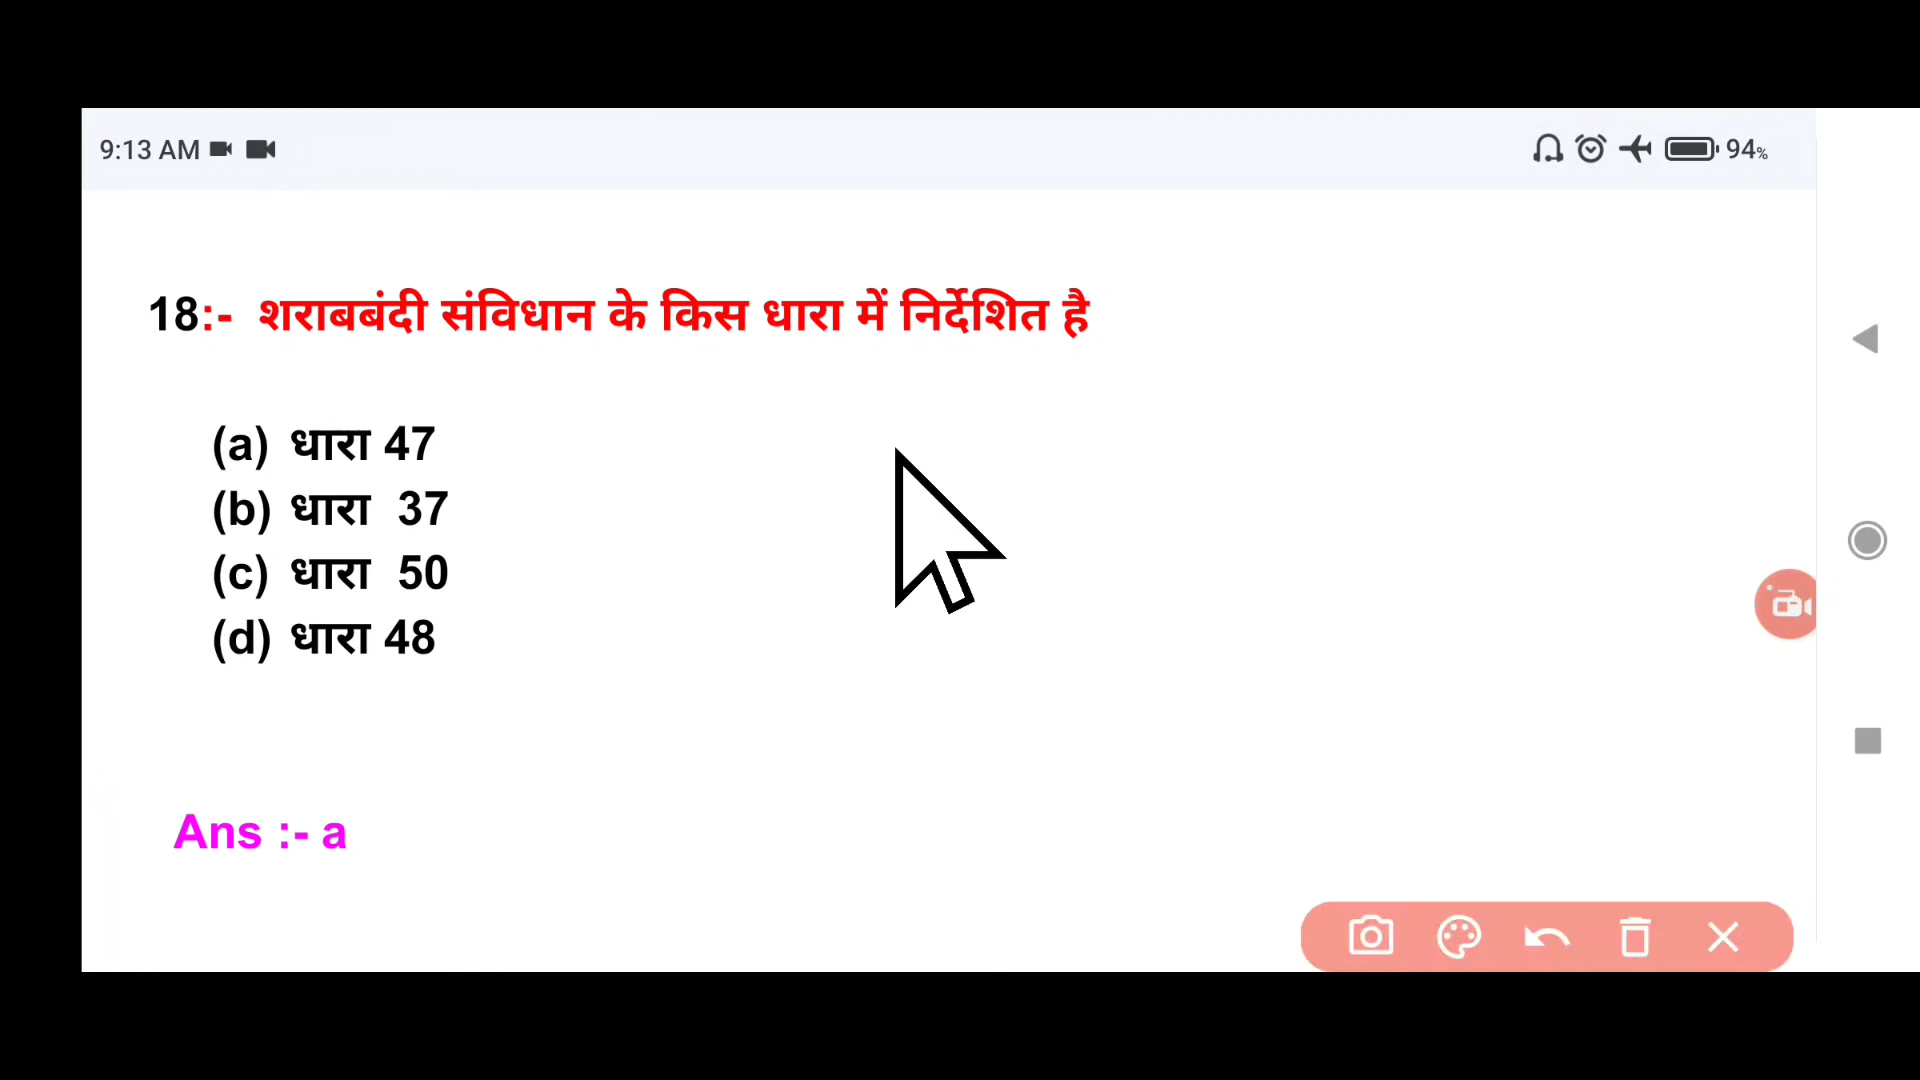 9:13 AM 94%
18:- शराबबंदी संविधान के किस धारा में निर्देशित है
(a) धारा 47
(b) धारा 37
(c) धारा 50
(d) धारा 48
Ans :- a